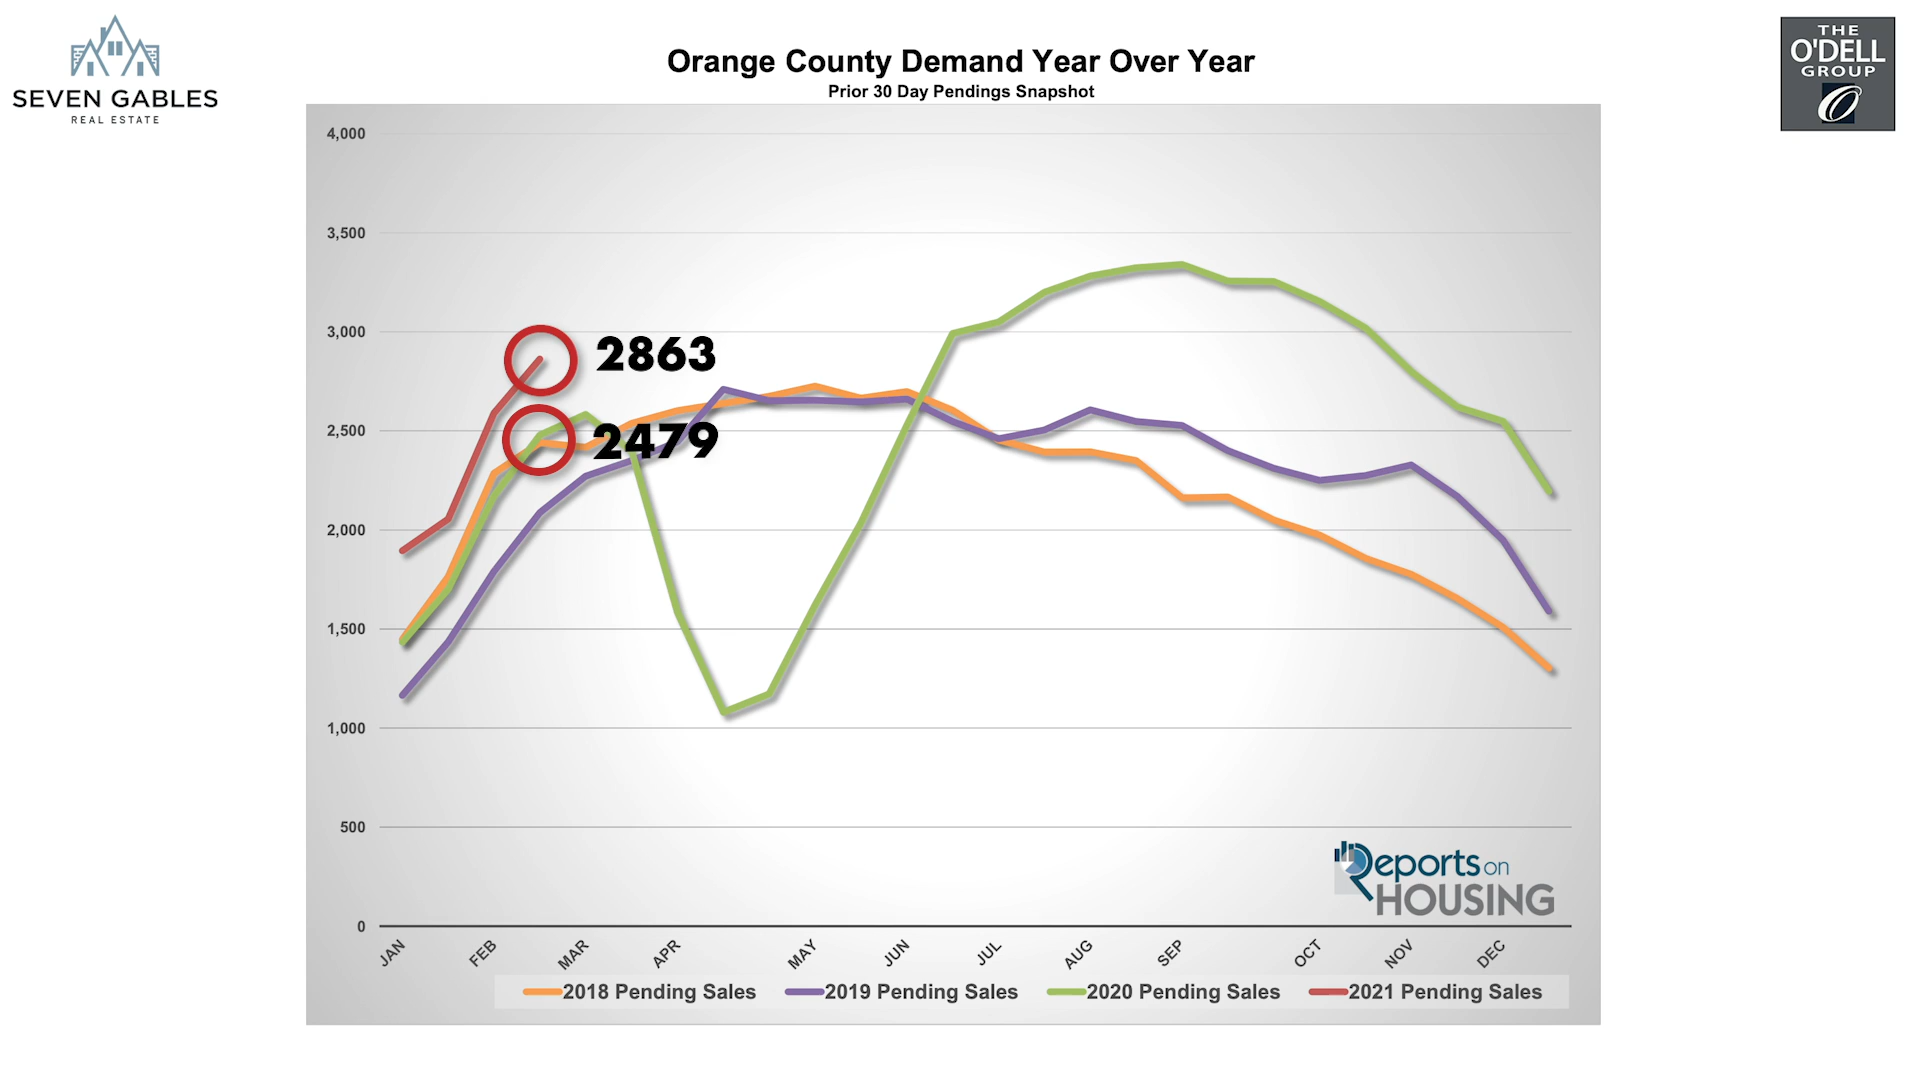 SEVEN GABLES
REAL ESTATE
Orange County Demand Year Over Year
Prior 30 Day Pendings Snapshot
THE
O'DELL
GROUP
4,000
3,500
3,000
2,500
2,000
1,500
1,000
500
0
2863
2479
Reports on
HOUSING
JAN FEB MAR APR MAY JUN JUL AUG SEP OCT NOV DEC
2018 Pending Sales 2019 Pending Sales 2020 Pending Sales 2021 Pending Sales